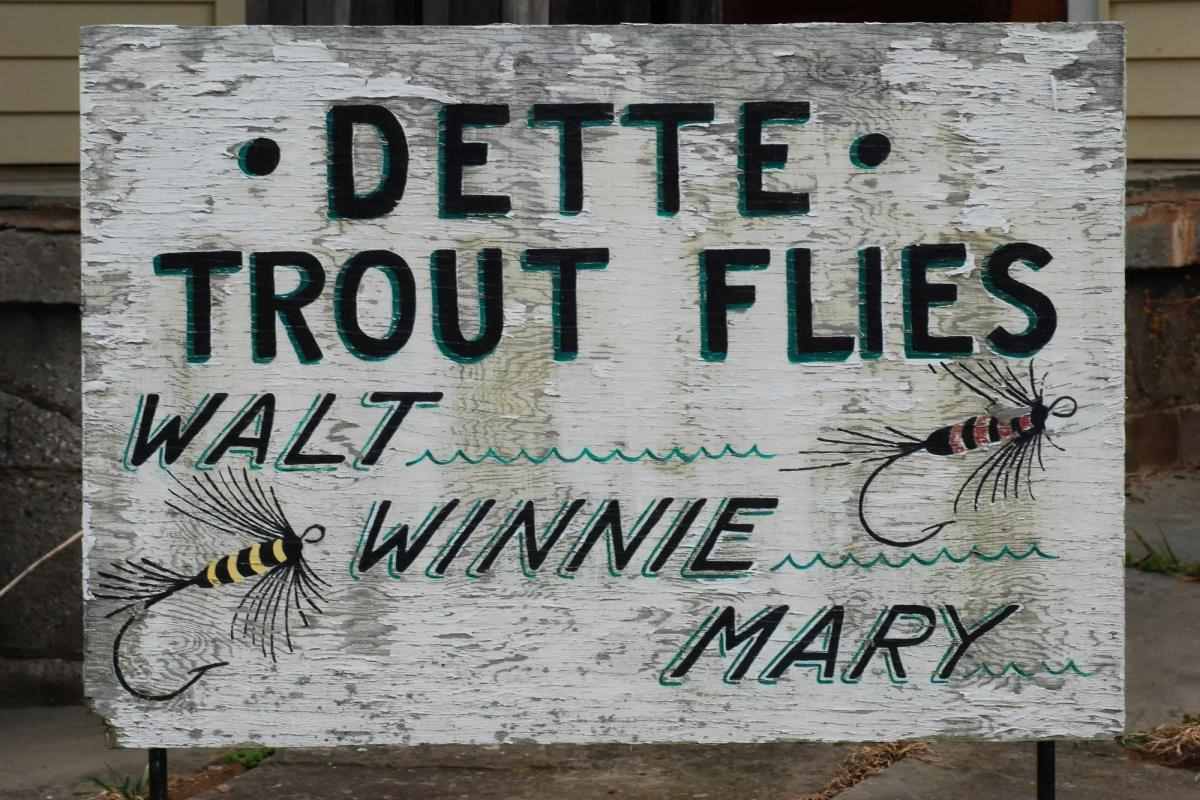 • DETTE •
TROUT FLIES
WALT
WINNIE
MARY